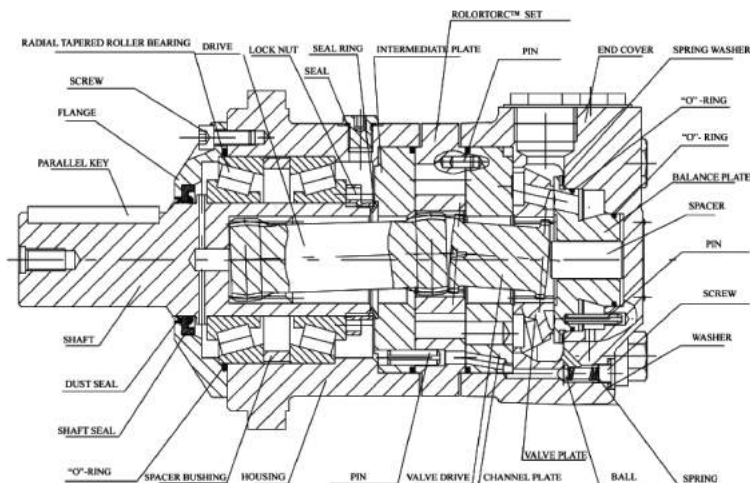 ROLORTORC™ SET
RADIAL TAPERED ROLLER BEARING
DRIVE
LOCK NUT
SEAL RING
INTERMEDIATE PLATE
PIN
END COVER
SPRING WASHER
SEAL
SCREW
"O" -RING
FLANGE
"O"- RING
PARALLEL KEY
BALANCE PLATE
SPACER
PIN
SCREW
SHAFT
WASHER
DUST SEAL
SHAFT SEAL
VALVE PLATE
"O"-RING
SPACER BUSHING
HOUSING
PIN
VALVE DRIVE
CHANNEL PLATE
BALL
SPRING